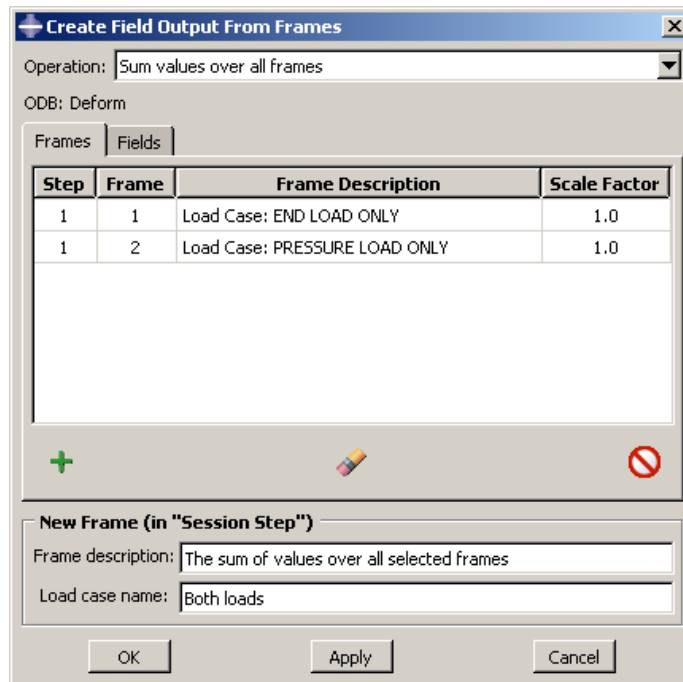 Create Field Output From Frames
Operation: Sum values over all frames
ODB: Deform
Frames Fields
Step Frame Frame Description Scale Factor
1 1 Load Case: END LOAD ONLY 1.0
1 2 Load Case: PRESSURE LOAD ONLY 1.0
New Frame (in "Session Step")
Frame description: The sum of values over all selected frames
Load case name: Both loads
OK Apply Cancel